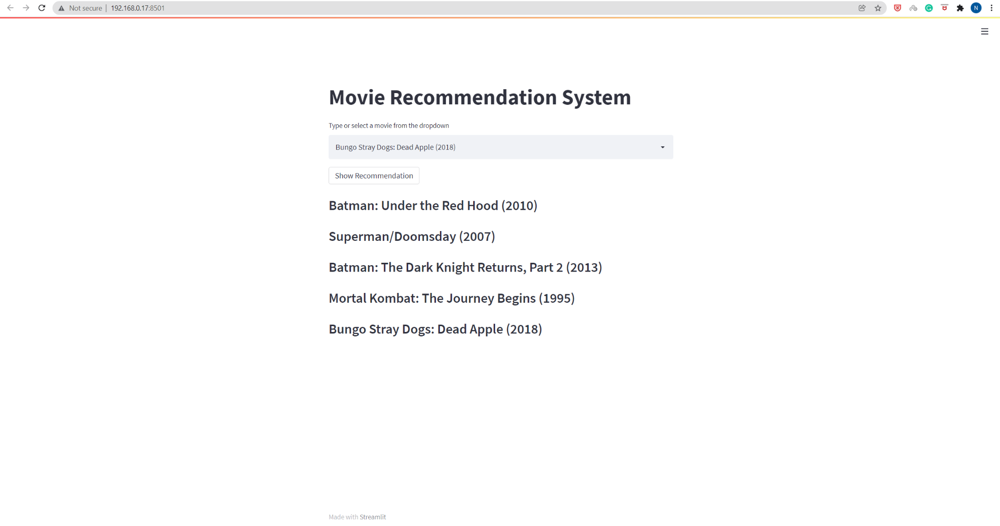 Not secure | 192.168.0.17:8501
N
Movie Recommendation System
Type or select a movie from the dropdown
Bungo Stray Dogs: Dead Apple (2018)
Show Recommendation
Batman: Under the Red Hood (2010)
Superman/Doomsday (2007)
Batman: The Dark Knight Returns, Part 2 (2013)
Mortal Kombat: The Journey Begins (1995)
Bungo Stray Dogs: Dead Apple (2018)
Made with Streamlit